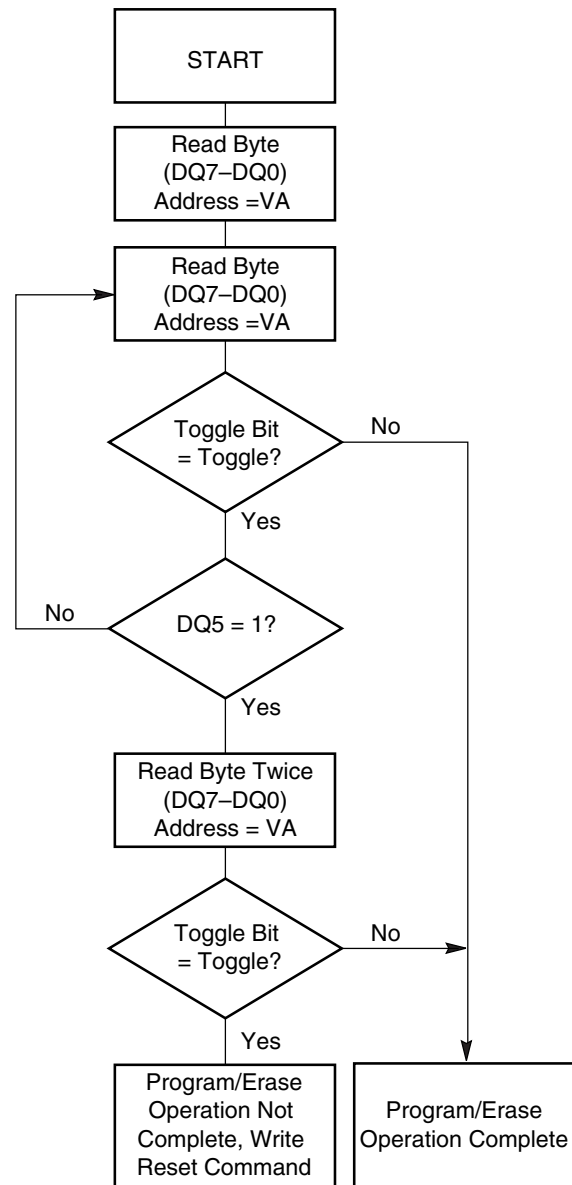 START
Read Byte
(DQ7–DQ0)
Address =VA
Read Byte
(DQ7–DQ0)
Address =VA
Toggle Bit
= Toggle?
No
Yes
No
DQ5 = 1?
Yes
Read Byte Twice
(DQ7–DQ0)
Address = VA
Toggle Bit
= Toggle?
No
Yes
Program/Erase
Operation Not
Complete, Write
Reset Command
Program/Erase
Operation Complete